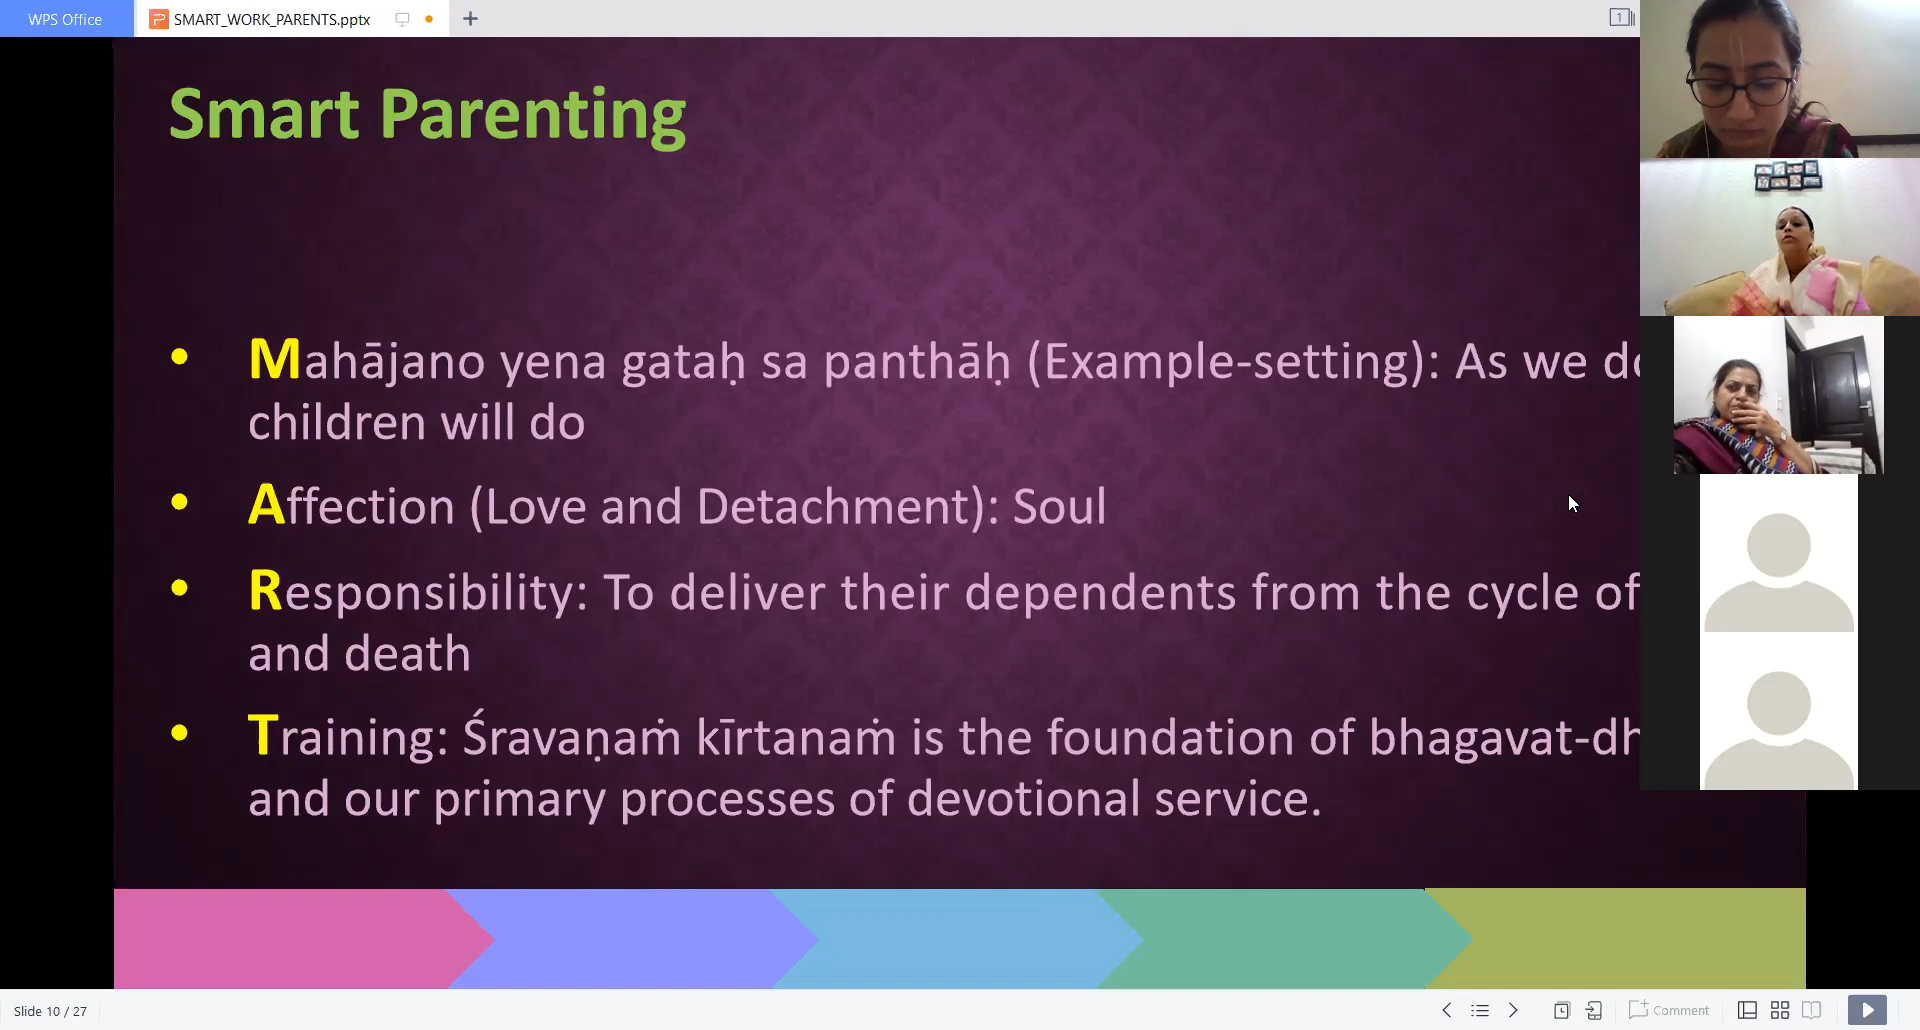 WPS Office
SMART_WORK_PARENTS.pptx
1
Smart Parenting
Mahājano yena gataḥ sa panthāḥ (Example-setting): As we do
children will do
Affection (Love and Detachment): Soul
Responsibility: To deliver their dependents from the cycle of
and death
Training: Śravaṇaṁ kīrtanaṁ is the foundation of bhagavat-dh
and our primary processes of devotional service.
Slide 10 / 27
Comment